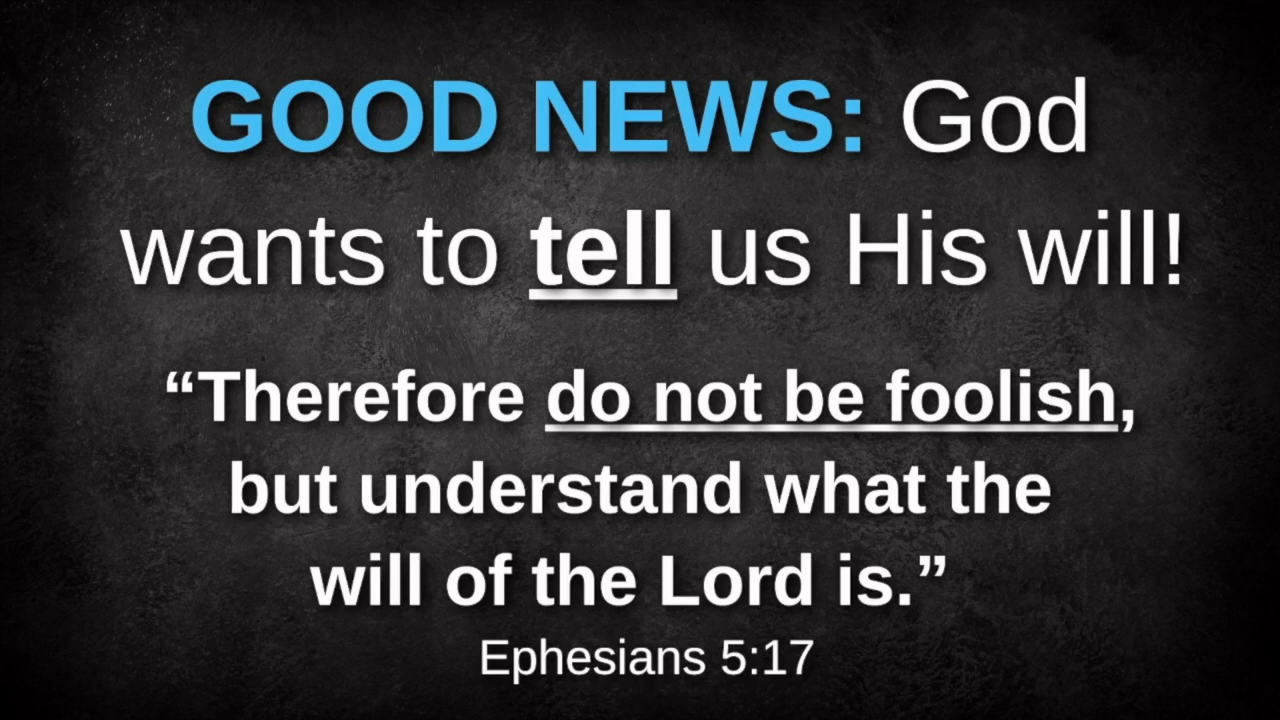 GOOD NEWS: God
wants to tell us His will!
“Therefore do not be foolish,
but understand what the
will of the Lord is.”
Ephesians 5:17